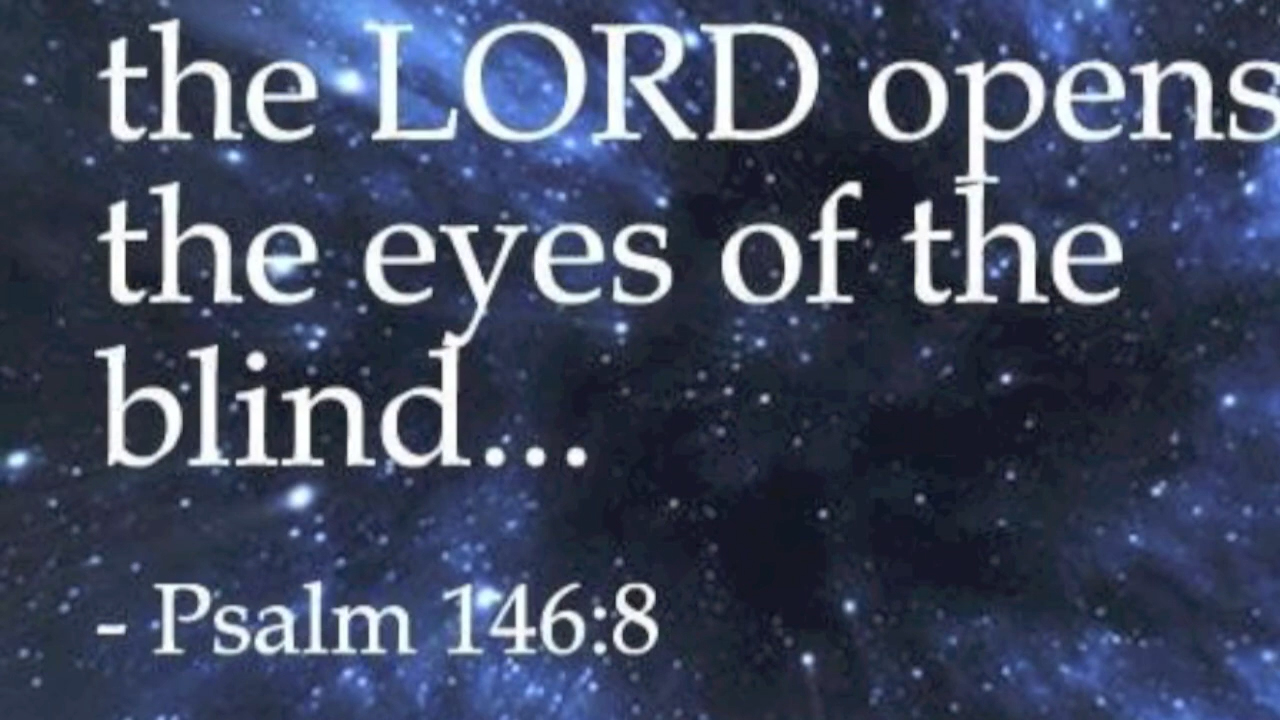 the LORD opens
the eyes of the
blind...
- Psalm 146:8